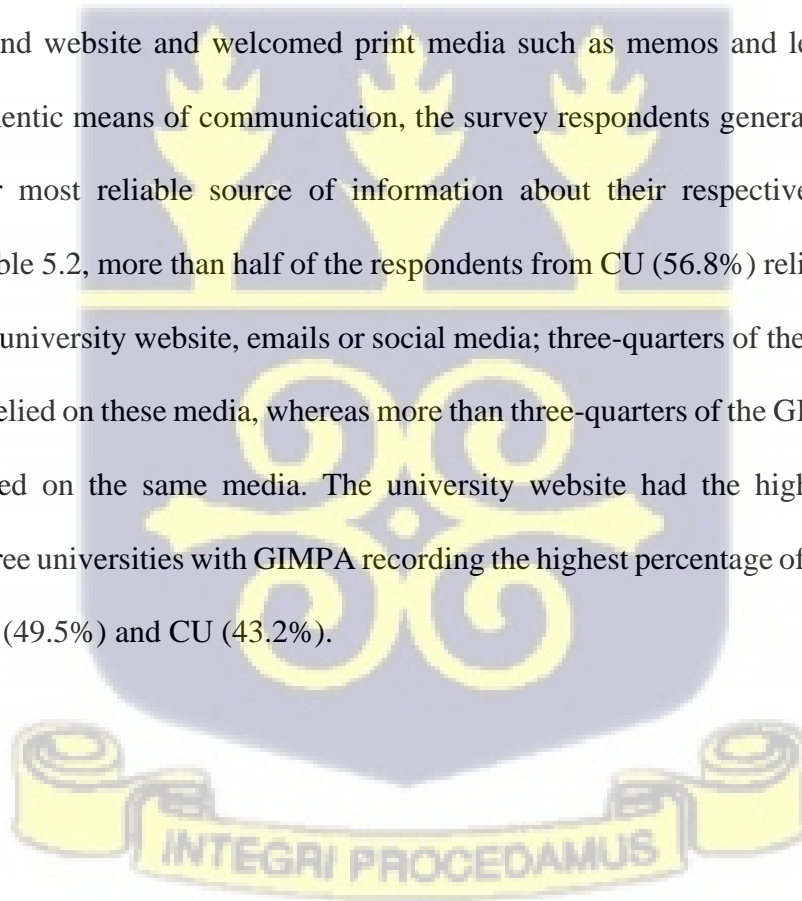 nd website and welcomed print media such as memos and le
entic means of communication, the survey respondents genera
most reliable source of information about their respective
ble 5.2, more than half of the respondents from CU (56.8%) reli
university website, emails or social media; three-quarters of the
elied on these media, whereas more than three-quarters of the GI
ed on the same media. The university website had the high
ree universities with GIMPA recording the highest percentage of
(49.5%) and CU (43.2%).
INTEGRI PROCEDAMUS